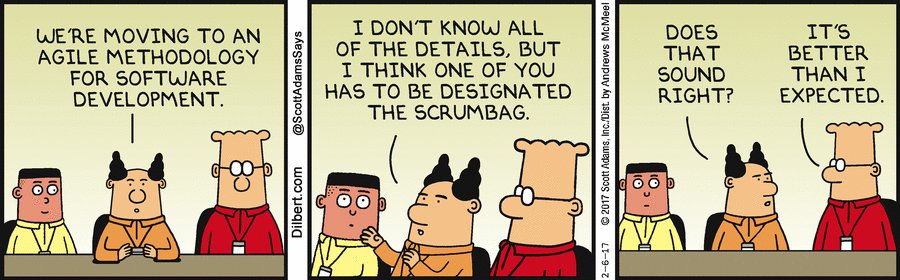 WE'RE MOVING TO AN
AGILE METHODOLOGY
FOR SOFTWARE
DEVELOPMENT.
Dilbert.com @ScottAdamsSays
I DON'T KNOW ALL
OF THE DETAILS, BUT
I THINK ONE OF YOU
HAS TO BE DESIGNATED
THE SCRUMBAG.
2-6-17 © 2017 Scott Adams, Inc./Dist. by Andrews McMeel
DOES
THAT
SOUND
RIGHT?
IT'S
BETTER
THAN I
EXPECTED.